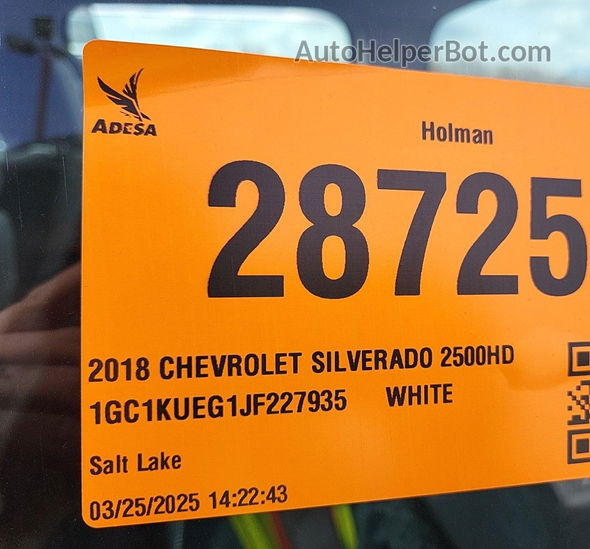 AutoHelperBot.com
ADESA
Holman
28725
2018 CHEVROLET SILVERADO 2500HD
1GC1KUEG1JF227935 WHITE
Salt Lake
03/25/2025 14:22:43